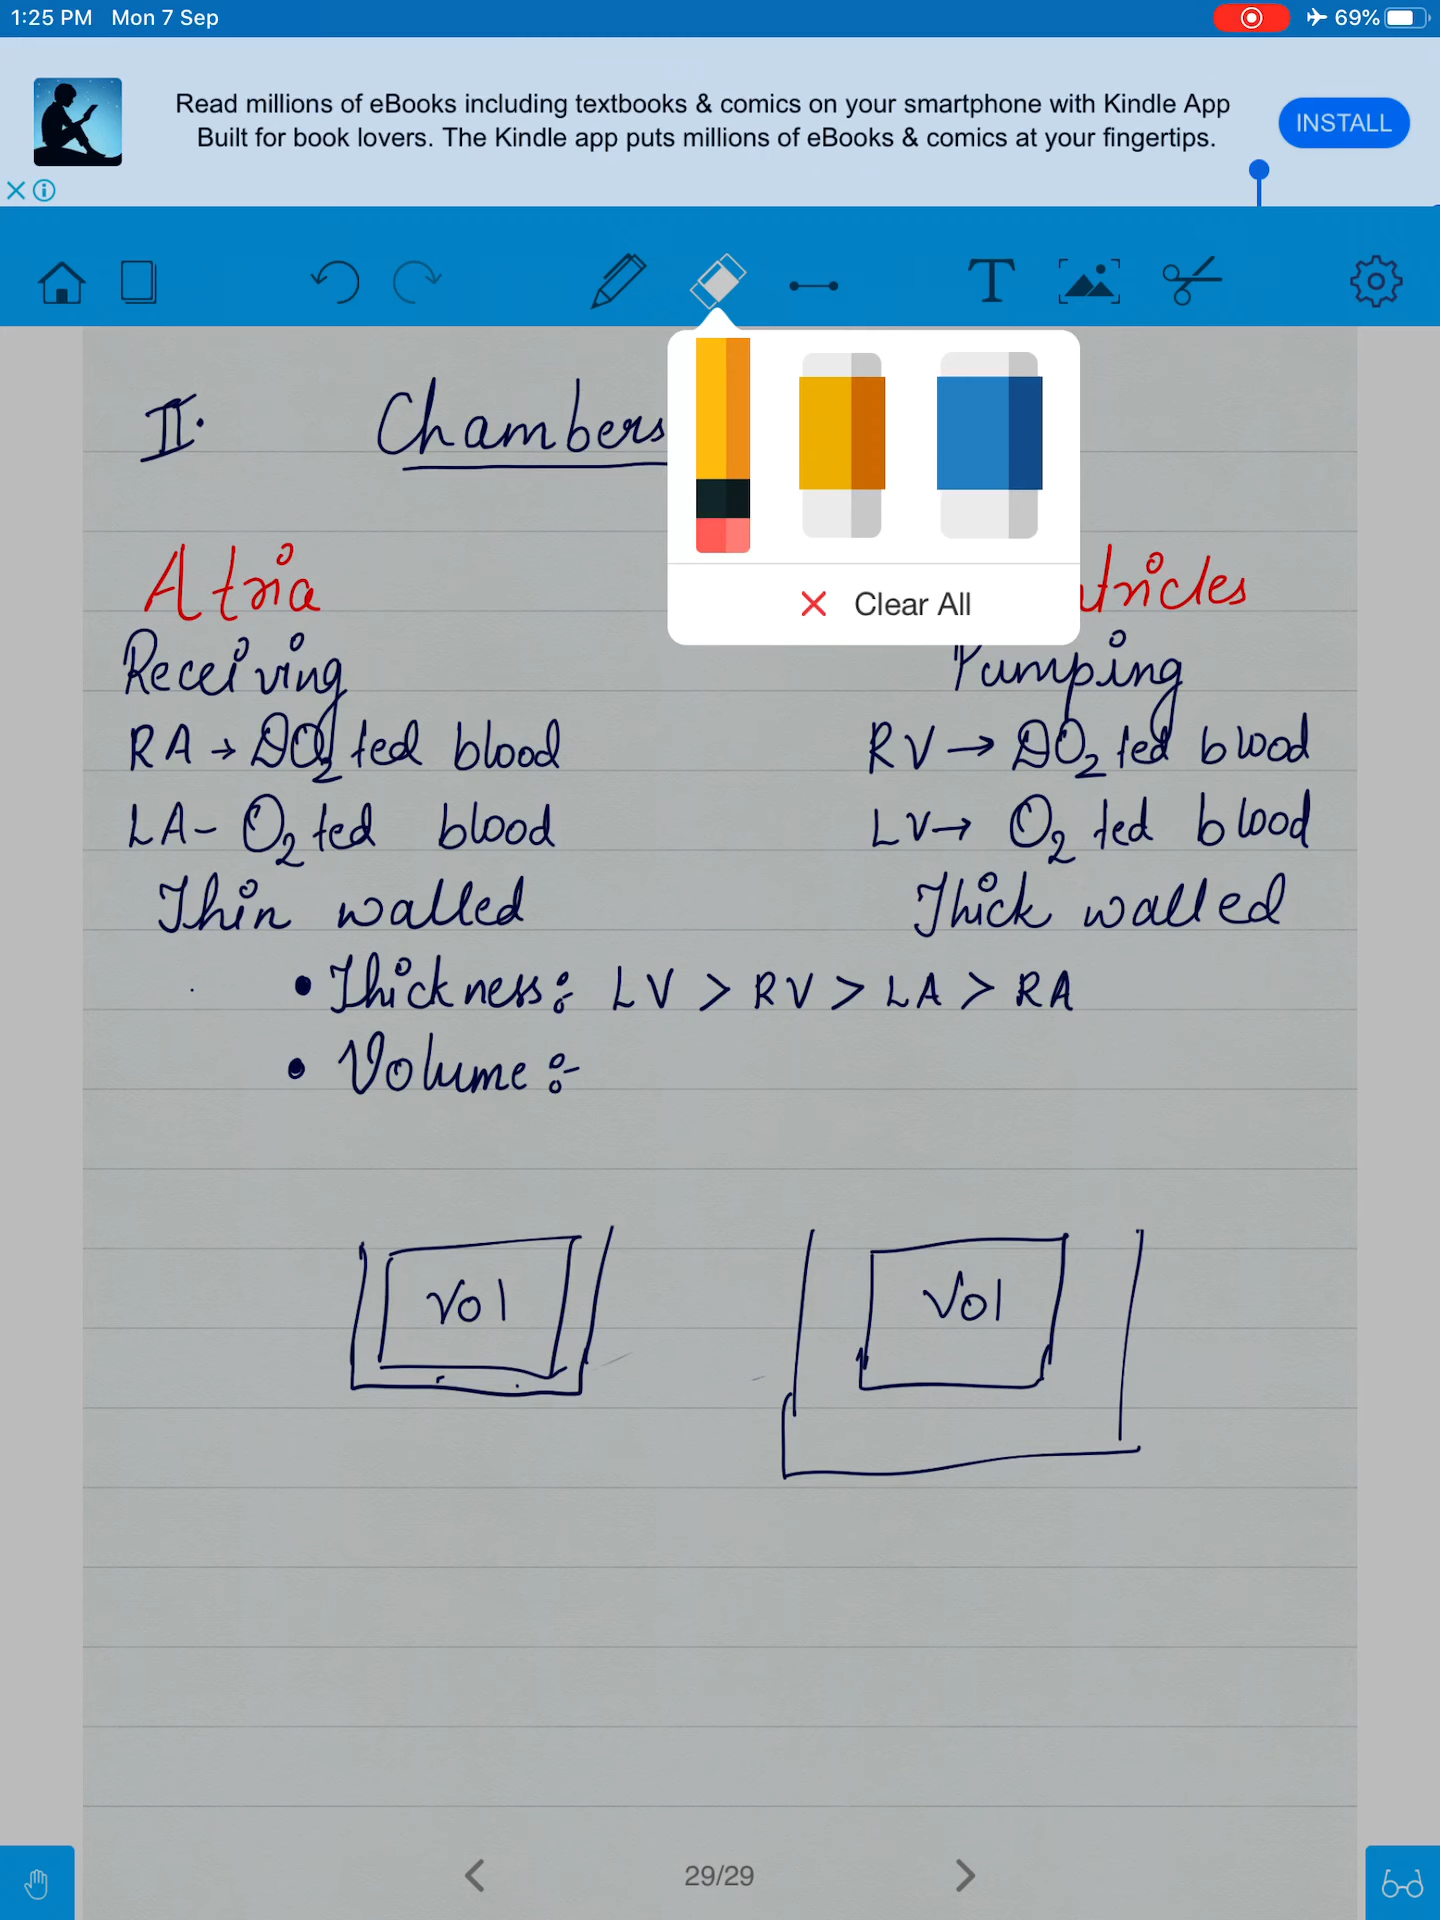 1:25 PM Mon 7 Sep 69%
Read millions of eBooks including textbooks & comics on your smartphone with Kindle App
Built for book lovers. The Kindle app puts millions of eBooks & comics at your fingertips.
INSTALL
T
II. Chambers
Clear All
Atria tricles
Receiving Pumping
RA → DO2 ted blood RV → DO2 ted blood
LA - O2 ted blood LV → O2 ted blood
Thin walled Thick walled
• Thickness:- LV > RV > LA > RA
• Volume :-
Vol Vol
29/29